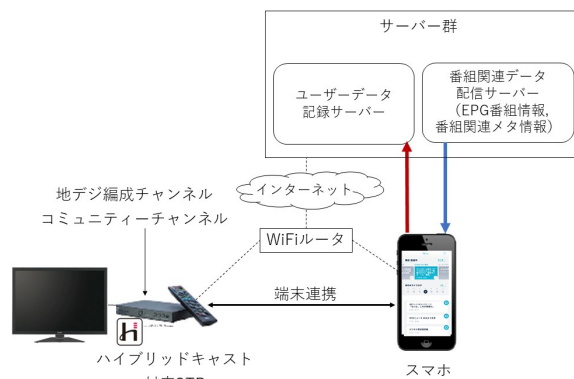 サーバー群
ユーザーデータ
記録サーバー
番組関連データ
配信サーバー
（EPG番組情報,
番組関連メタ情報）
インターネット
地デジ編成チャンネル
コミュニティーチャンネル
WiFiルータ
端末連携
ハイブリッドキャスト
スマホ